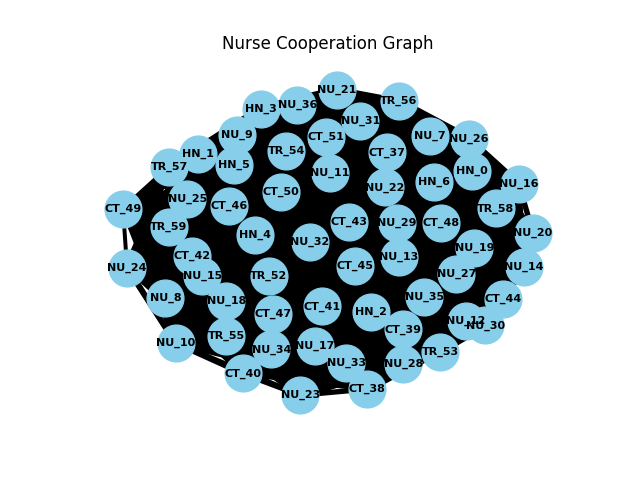 Nurse Cooperation Graph
NU_21
TR_56
NU_36
HN_3
NU_31
NU_9
CT_51
NU_7
NU_26
TR_54
CT_37
HN_1
HN_5
TR_57
NU_11
HN_0
HN_6
NU_16
NU_22
CT_50
NU_25
CT_46
CT_49
TR_58
CT_43
NU_29
CT_48
TR_59
HN_4
NU_20
NU_32
NU_19
CT_42
NU_13
CT_45
NU_14
NU_24
NU_15
TR_52
NU_27
NU_8
NU_18
NU_35
CT_44
CT_41
HN_2
CT_47
NU_12
NU_30
CT_39
TR_55
NU_10
NU_17
NU_34
TR_53
NU_33
NU_28
CT_40
CT_38
NU_23